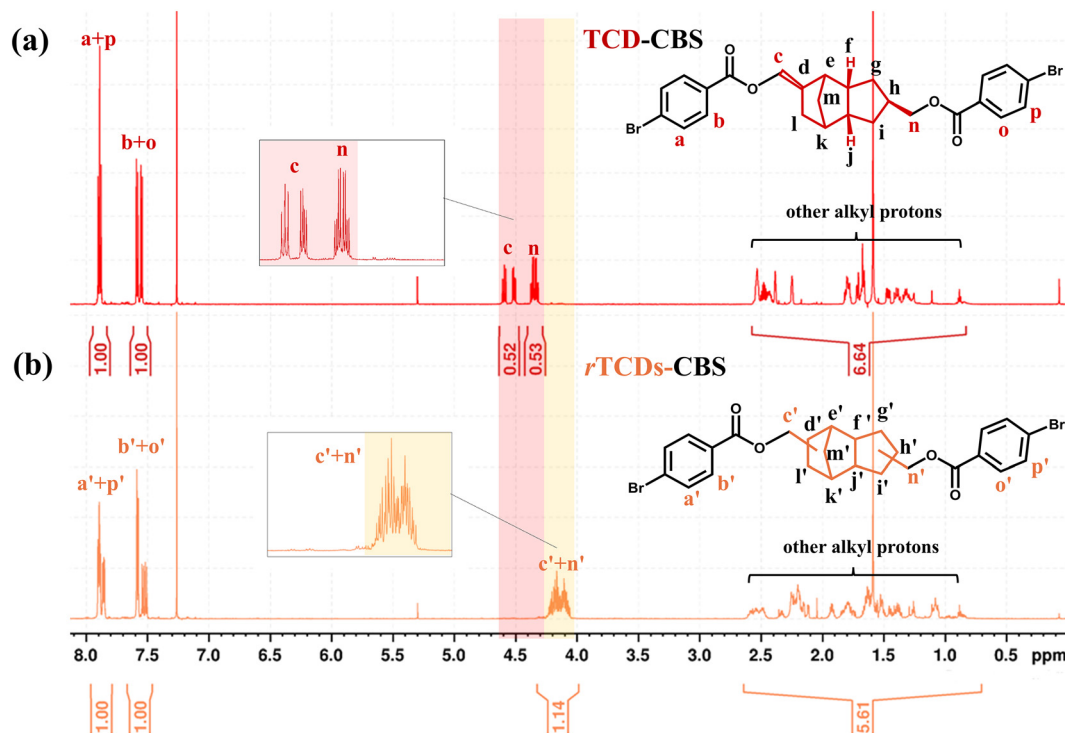 (a)
a+p
b+o
c
n
c
n
TCD-CBS
O
O
c
d
e
f
H
g
h
m
l
k
H
j
i
n
O
O
b
a
Br
o
p
Br
other alkyl protons
1.00
1.00
0.52
0.53
6.64
(b)
a'+p'
b'+o'
c'+n'
c'+n'
rTCDs-CBS
O
O
c'
d'
e'
f'
g'
h'
m'
l'
k'
j'
i'
n'
O
O
b'
a'
Br
o'
p'
Br
other alkyl protons
8.0 7.5 7.0 6.5 6.0 5.5 5.0 4.5 4.0 3.5 3.0 2.5 2.0 1.5 1.0 0.5 ppm
1.00
1.00
1.14
5.61